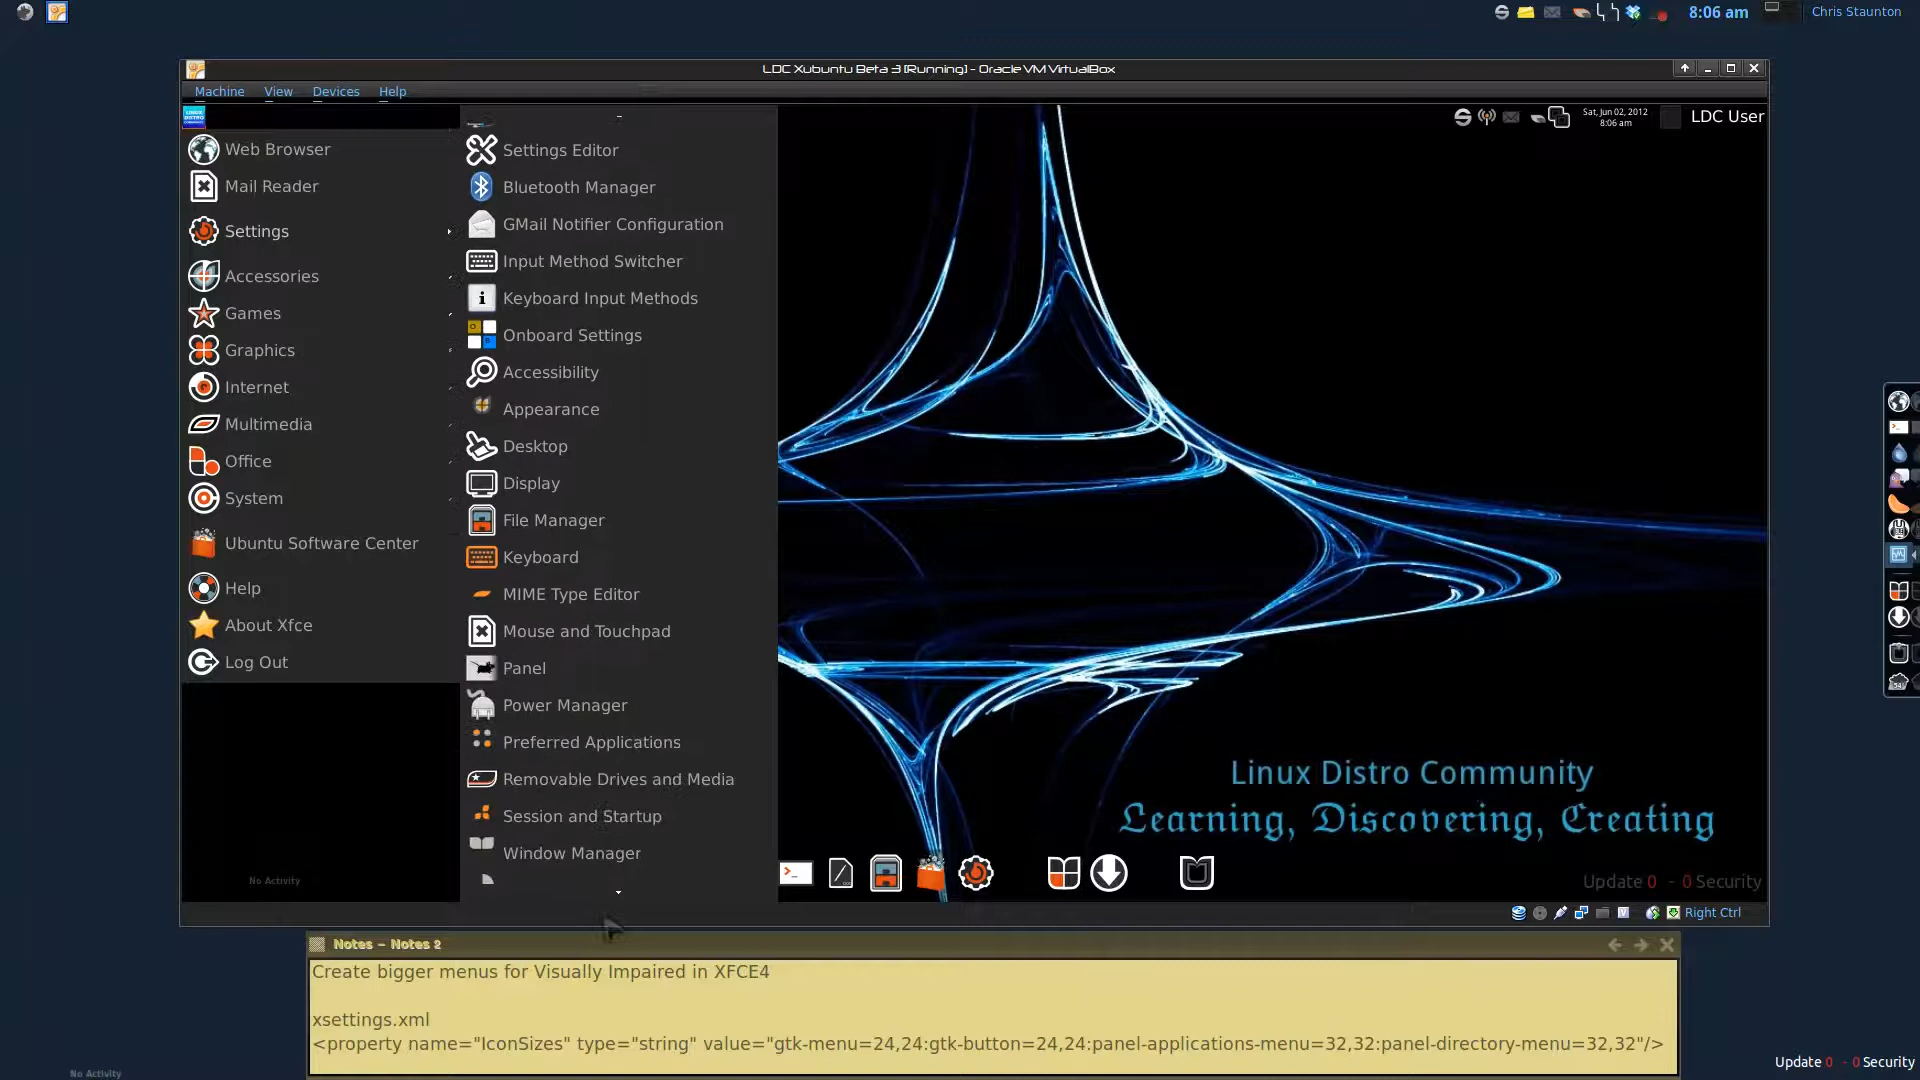 8:06 am
Chris Staunton
LDC Xubuntu Beta 3 [Running] - Oracle VM VirtualBox
Machine View Devices Help
Sat, Jun 02, 2012
8:06 am
LDC User
Web Browser
Mail Reader
Settings
Accessories
Games
Graphics
Internet
Multimedia
Office
System
Ubuntu Software Center
Help
About Xfce
Log Out
No Activity
Settings Editor
Bluetooth Manager
GMail Notifier Configuration
Input Method Switcher
Keyboard Input Methods
Onboard Settings
Accessibility
Appearance
Desktop
Display
File Manager
Keyboard
MIME Type Editor
Mouse and Touchpad
Panel
Power Manager
Preferred Applications
Removable Drives and Media
Session and Startup
Window Manager
Linux Distro Community
Learning, Discovering, Creating
Update 0 - 0 Security
Right Ctrl
Notes - Notes 2
Create bigger menus for Visually Impaired in XFCE4
xsettings.xml
<property name="IconSizes" type="string" value="gtk-menu=24,24:gtk-button=24,24:panel-applications-menu=32,32:panel-directory-menu=32,32"/>
Update 0 - 0 Security
No Activity